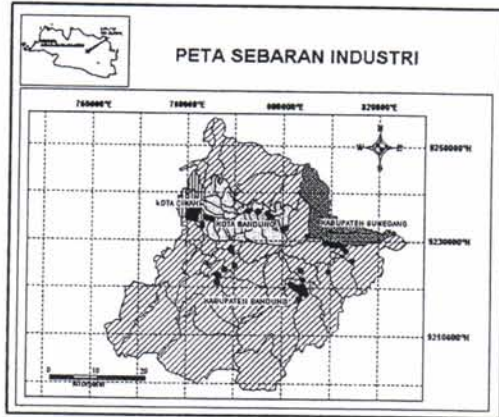 PETA SEBARAN INDUSTRI
760000°E 780000°E 800000°E 820000°E
N
W E
S
9250000°N
KOTA CIMAHI
KOTA BANDUNG
KABUPATEN SUMEDANG
9230000°N
KABUPATEN BANDUNG
9210000°N
0 10 20